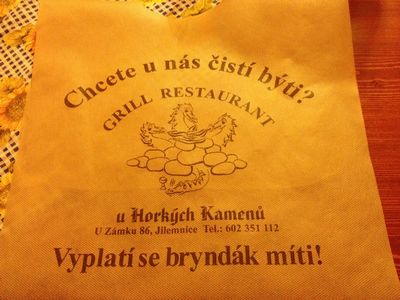 Chcete u nás čistí býti?
GRILL RESTAURANT
u Horkých Kamenů
U Zámku 86, Jilemnice Tel.: 602 351 112
Vyplatí se bryndák míti!